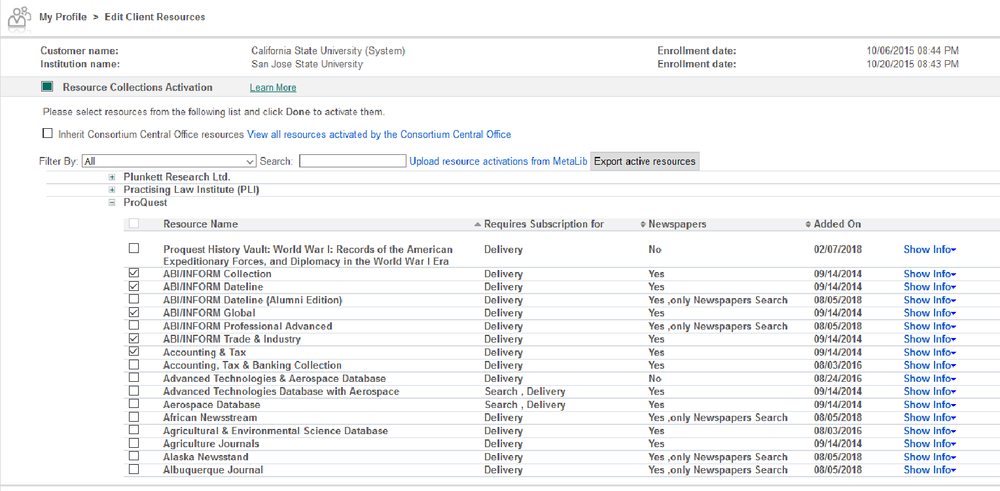 My Profile > Edit Client Resources
Customer name: California State University (System) Enrollment date: 10/06/2015 08:44 PM
Institution name: San Jose State University Enrollment date: 10/20/2015 08:43 PM
Resource Collections Activation Learn More
Please select resources from the following list and click Done to activate them.
Inherit Consortium Central Office resources View all resources activated by the Consortium Central Office
Filter By: All Search: Upload resource activations from MetaLib Export active resources
Plunkett Research Ltd.
Practising Law Institute (PLI)
ProQuest
Resource Name Requires Subscription for Newspapers Added On
Proquest History Vault: World War I: Records of the American Delivery No 02/07/2018 Show Info
Expeditionary Forces, and Diplomacy in the World War I Era
ABI/INFORM Collection Delivery Yes 09/14/2014 Show Info
ABI/INFORM Dateline Delivery Yes 09/14/2014 Show Info
ABI/INFORM Dateline (Alumni Edition) Delivery Yes ,only Newspapers Search 08/05/2018 Show Info
ABI/INFORM Global Delivery Yes 09/14/2014 Show Info
ABI/INFORM Professional Advanced Delivery Yes ,only Newspapers Search 08/05/2018 Show Info
ABI/INFORM Trade & Industry Delivery Yes 09/14/2014 Show Info
Accounting & Tax Delivery Yes 09/14/2014 Show Info
Accounting, Tax & Banking Collection Delivery Yes 08/03/2016 Show Info
Advanced Technologies & Aerospace Database Delivery No 08/24/2016 Show Info
Advanced Technologies Database with Aerospace Search , Delivery Yes 09/14/2014 Show Info
Aerospace Database Search , Delivery Yes 09/14/2014 Show Info
African Newsstream Delivery Yes ,only Newspapers Search 08/05/2018 Show Info
Agricultural & Environmental Science Database Delivery Yes 08/03/2016 Show Info
Agriculture Journals Delivery Yes 09/14/2014 Show Info
Alaska Newsstand Delivery Yes ,only Newspapers Search 08/05/2018 Show Info
Albuquerque Journal Delivery Yes ,only Newspapers Search 08/05/2018 Show Info